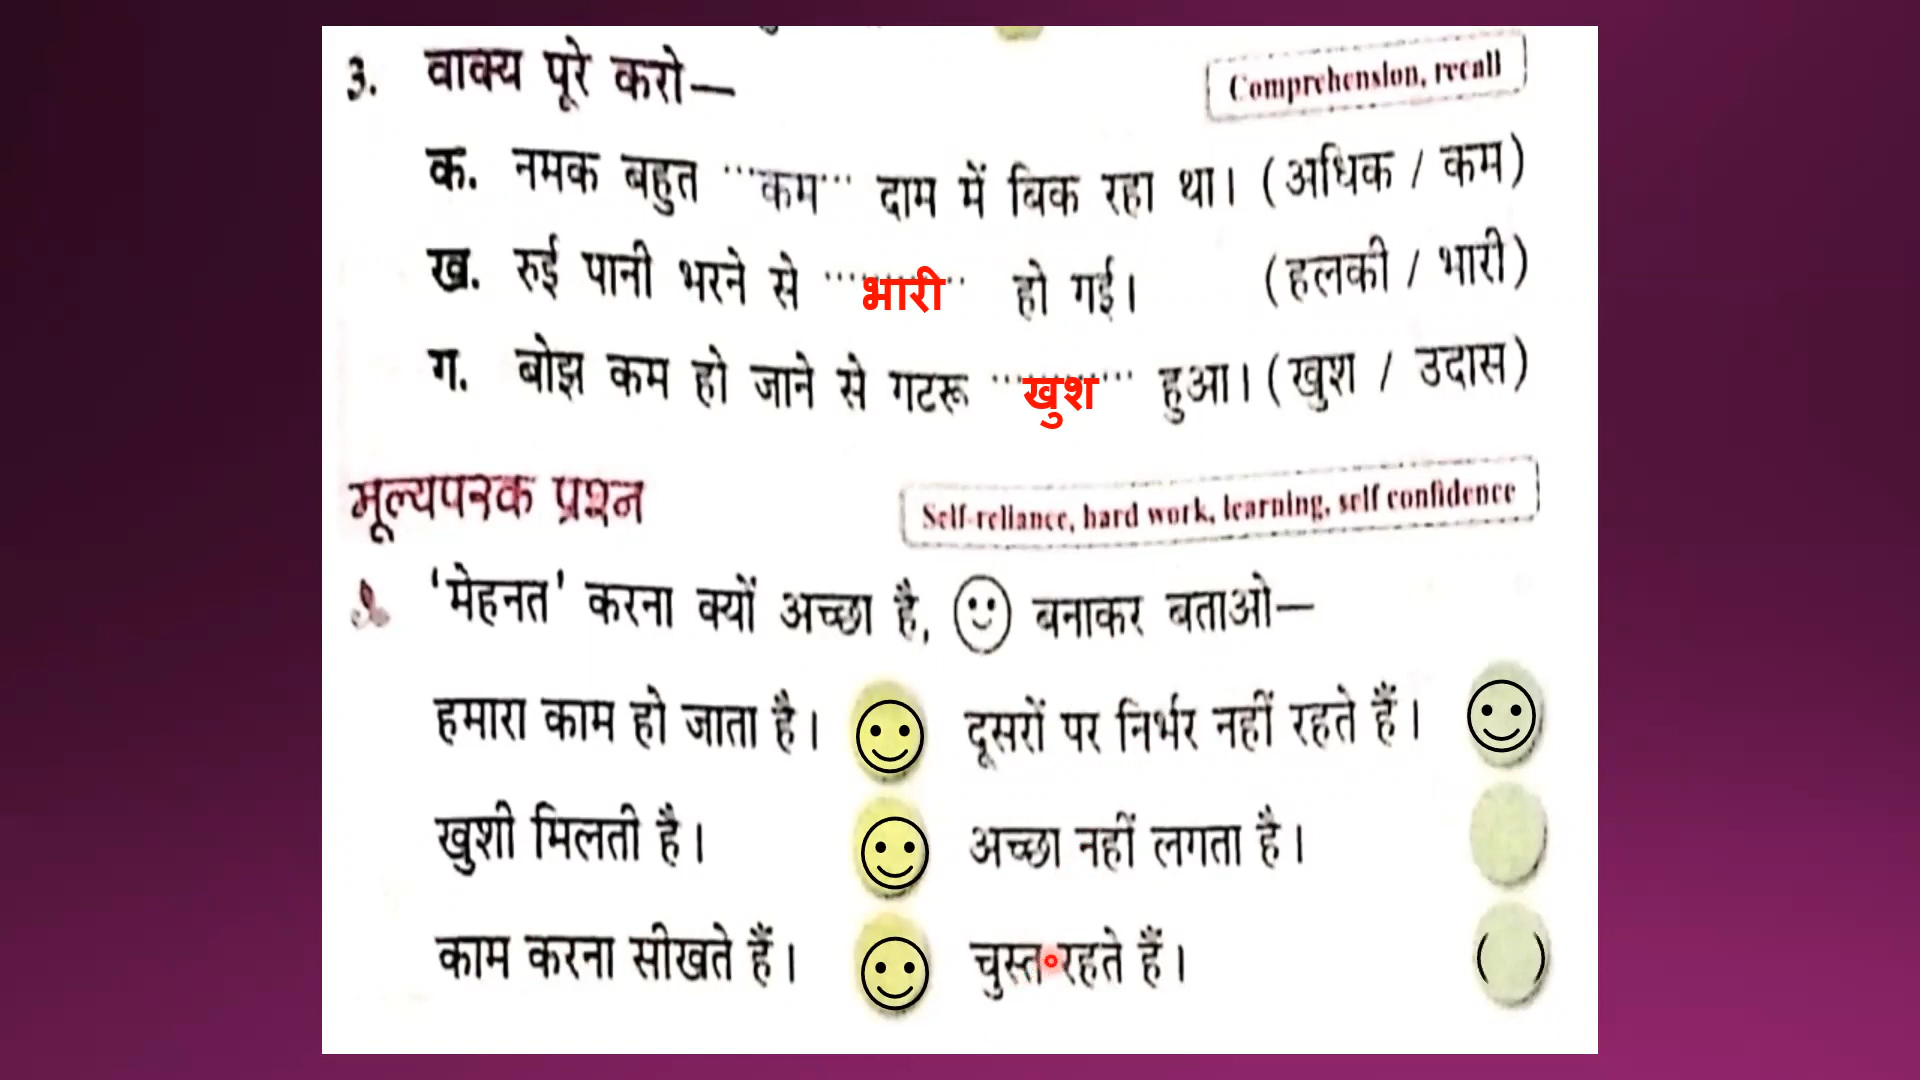 3. वाक्य पूरे करो—
Comprehension, recall
क. नमक बहुत ...कम... दाम में बिक रहा था। (अधिक / कम)
ख. रुई पानी भरने से ...भारी... हो गई। (हलकी / भारी)
ग. बोझ कम हो जाने से गटरू ...खुश... हुआ। (खुश / उदास)
मूल्यपरक प्रश्न
Self-reliance, hard work, learning, self confidence
'मेहनत' करना क्यों अच्छा है, बनाकर बताओ—
हमारा काम हो जाता है। दूसरों पर निर्भर नहीं रहते हैं।
खुशी मिलती है। अच्छा नहीं लगता है।
काम करना सीखते हैं। चुस्त रहते हैं। ( )